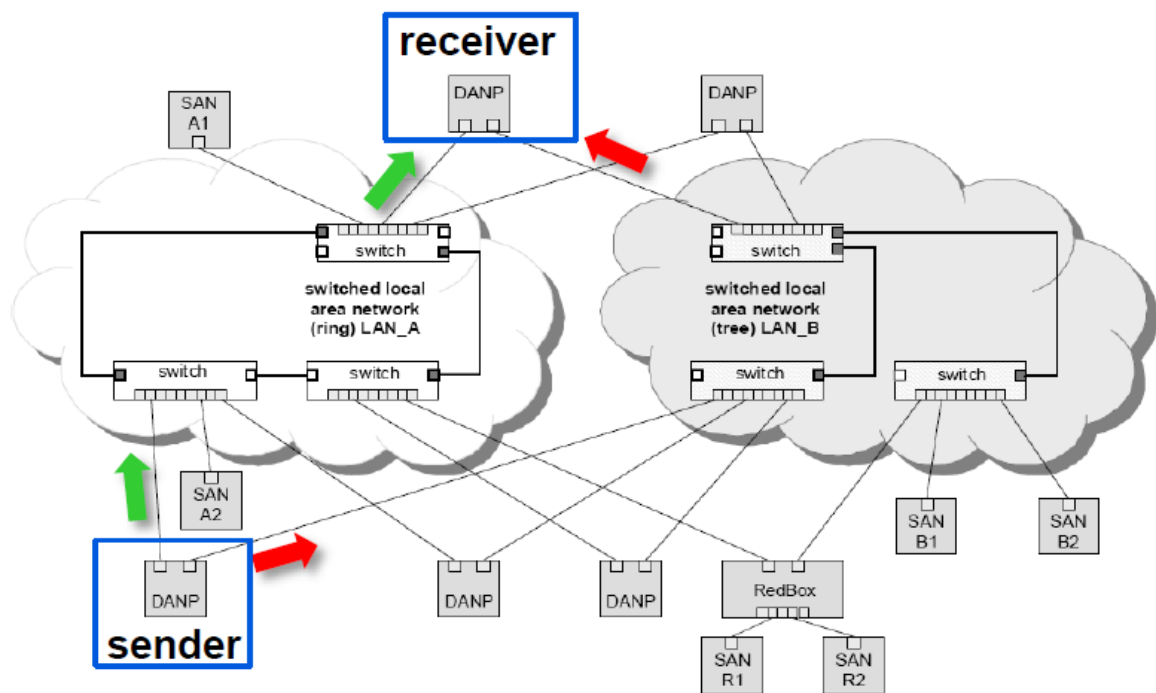 receiver
SAN
A1
DANP
DANP
switch
switch
switched local
area network
(ring) LAN_A
switched local
area network
(tree) LAN_B
switch
switch
switch
switch
SAN
A2
SAN
B1
SAN
B2
DANP
DANP
DANP
RedBox
sender
SAN
R1
SAN
R2